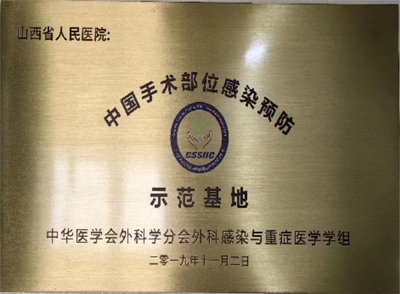 山西省人民医院:
中国手术部位感染预防
CSSHC
示范基地
中华医学会外科学分会外科感染与重症医学学组
二零一九年十一月二日